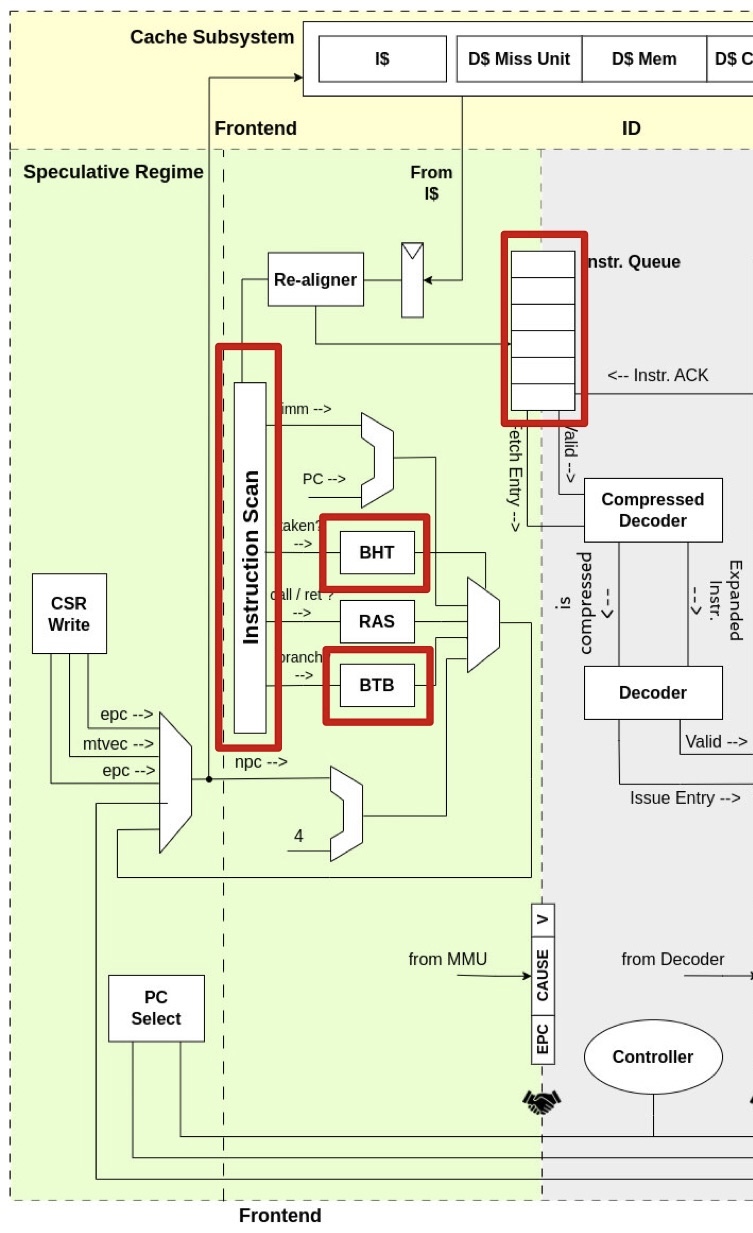 Cache Subsystem
I$
D$ Miss Unit
D$ Mem
D$ C
Frontend
ID
Speculative Regime
From
I$
nstr. Queue
Re-aligner
<-- Instr. ACK
imm -->
PC -->
etch Entry -->
alid -->
Compressed
Decoder
taken?
-->
BHT
Instruction Scan
call / ret ?
-->
RAS
is
compressed
-->
Expanded
Instr.
-->
CSR
Write
branch
-->
BTB
Decoder
epc -->
mtvec -->
epc -->
Valid -->
npc -->
Issue Entry -->
4
V
CAUSE
EPC
from MMU
from Decoder
PC
Select
Controller
Frontend